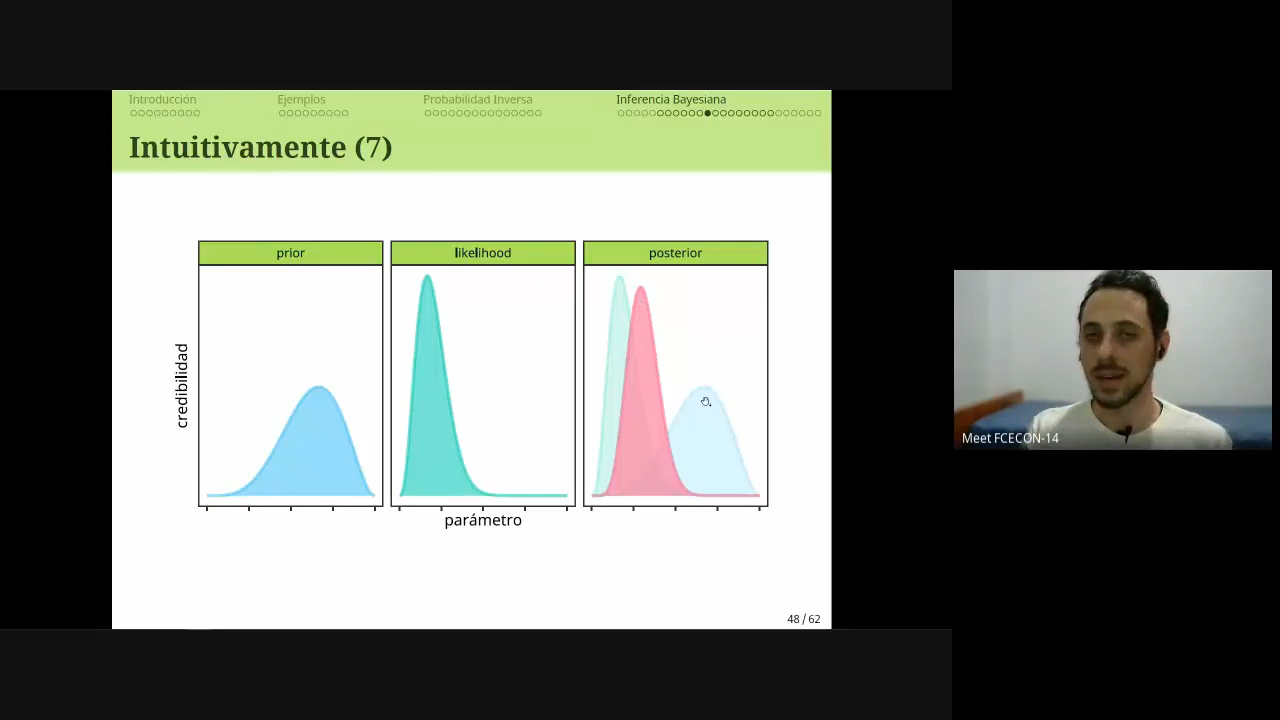 Introducción Ejemplos Probabilidad Inversa Inferencia Bayesiana
Intuitivamente (7)
prior likelihood posterior
credibilidad
parámetro
48 / 62
Meet FCECON-14